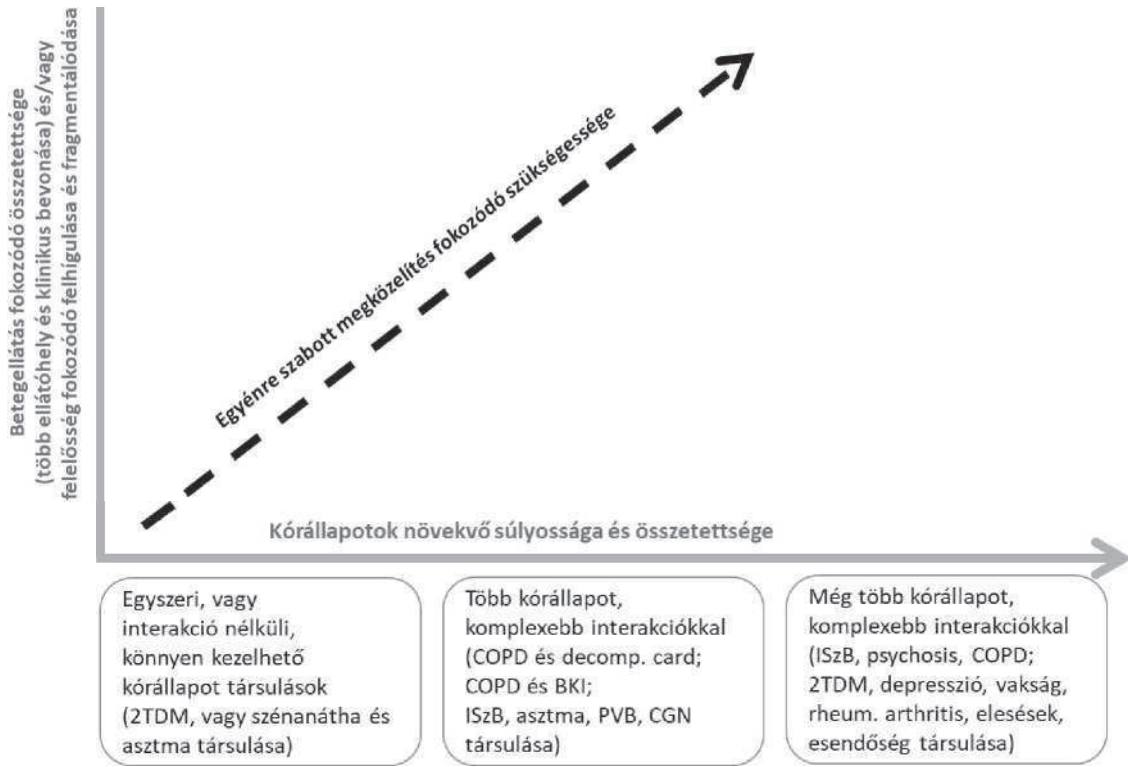 Betegellátás fokozódó összetettsége
(több ellátóhely és klinikus bevonása) és/vagy
felelősség fokozódó felhígulása és fragmentálódása
Egyénre szabott megközelítés fokozódó szükségessége
Kórállapotok növekvő súlyossága és összetettsége
Egyszeri, vagy
interakció nélküli,
könnyen kezelhető
kórállapot társulások
(2TDM, vagy szénanátha és
asztma társulása)
Több kórállapot,
komplexebb interakciókkal
(COPD és decomp. card;
COPD és BKI;
ISzB, asztma, PVB, CGN
társulása)
Még több kórállapot,
komplexebb interakciókkal
(ISzB, psychosis, COPD;
2TDM, depresszió, vakság,
rheum. arthritis, elesések,
esendőség társulása)